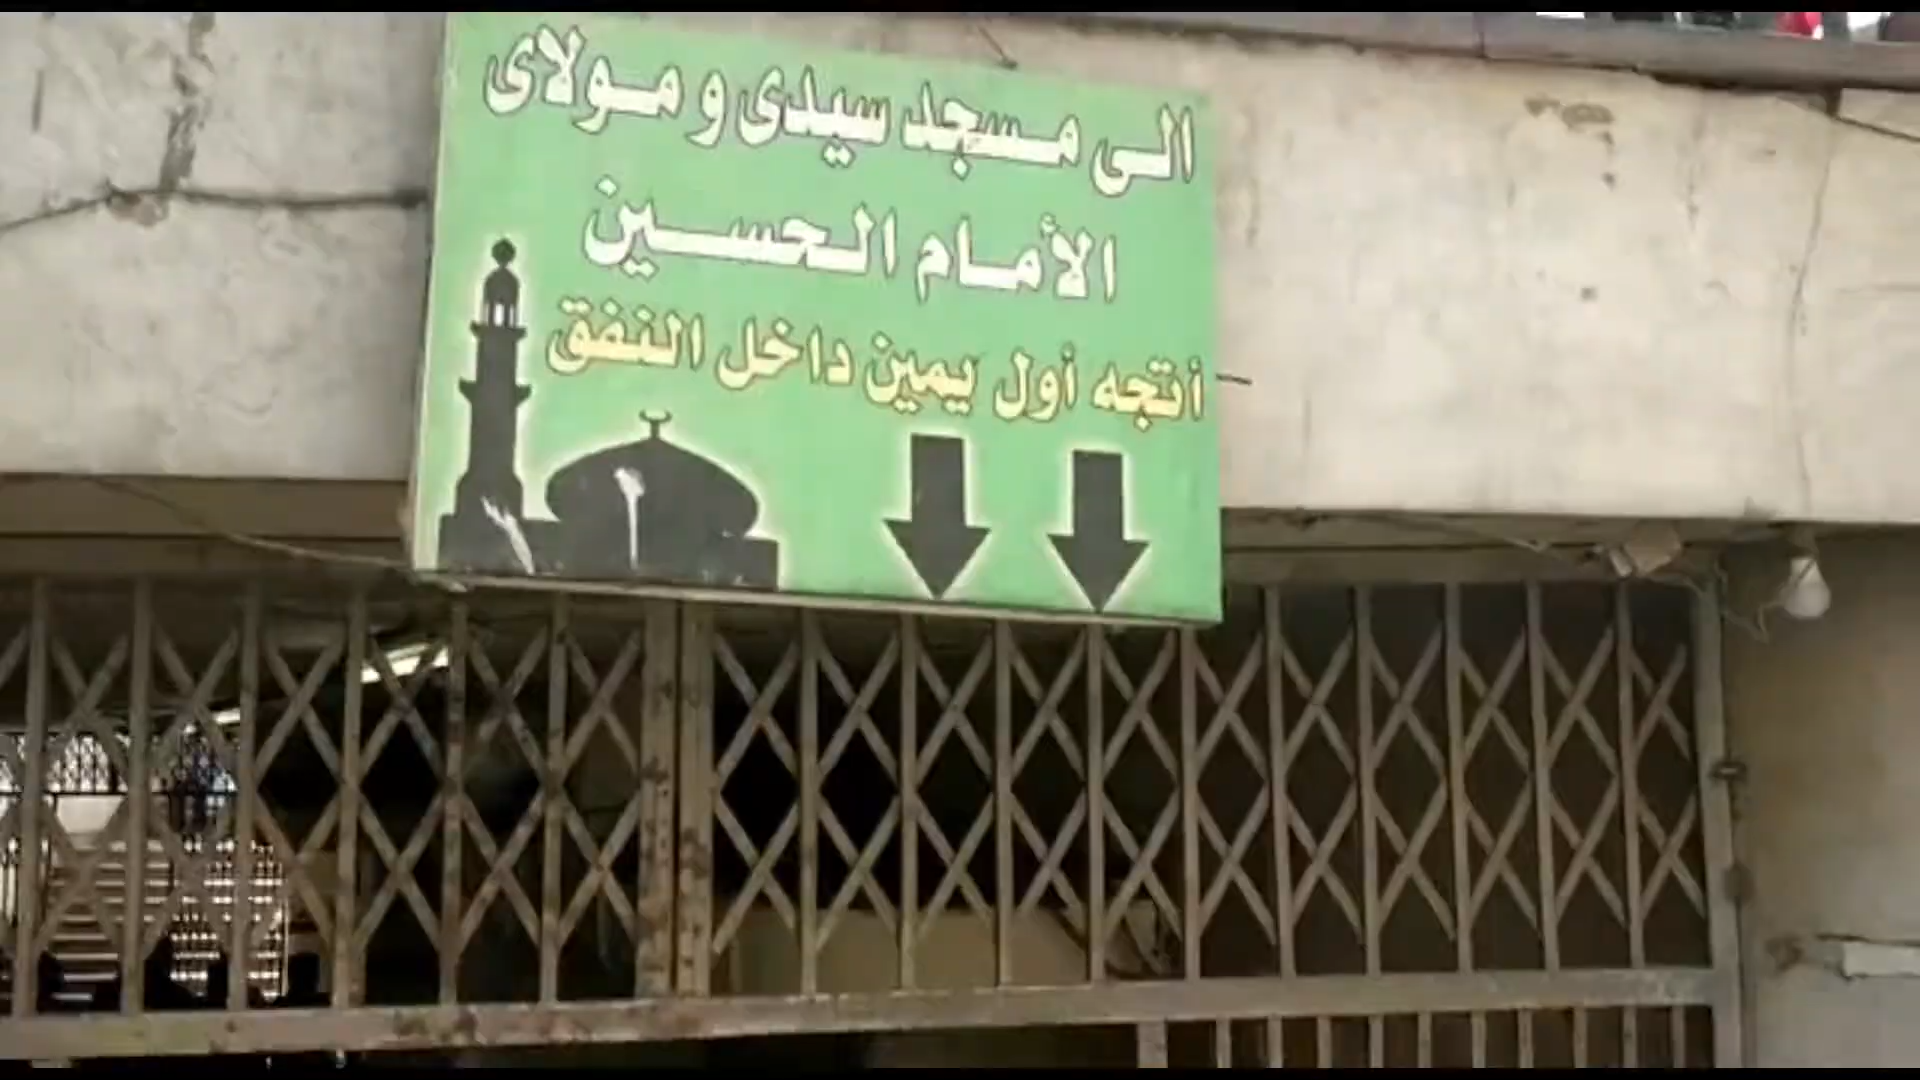 الى مسجد سيدى و مولاى
الأمام الحسين
أتجه أول يمين داخل النفق